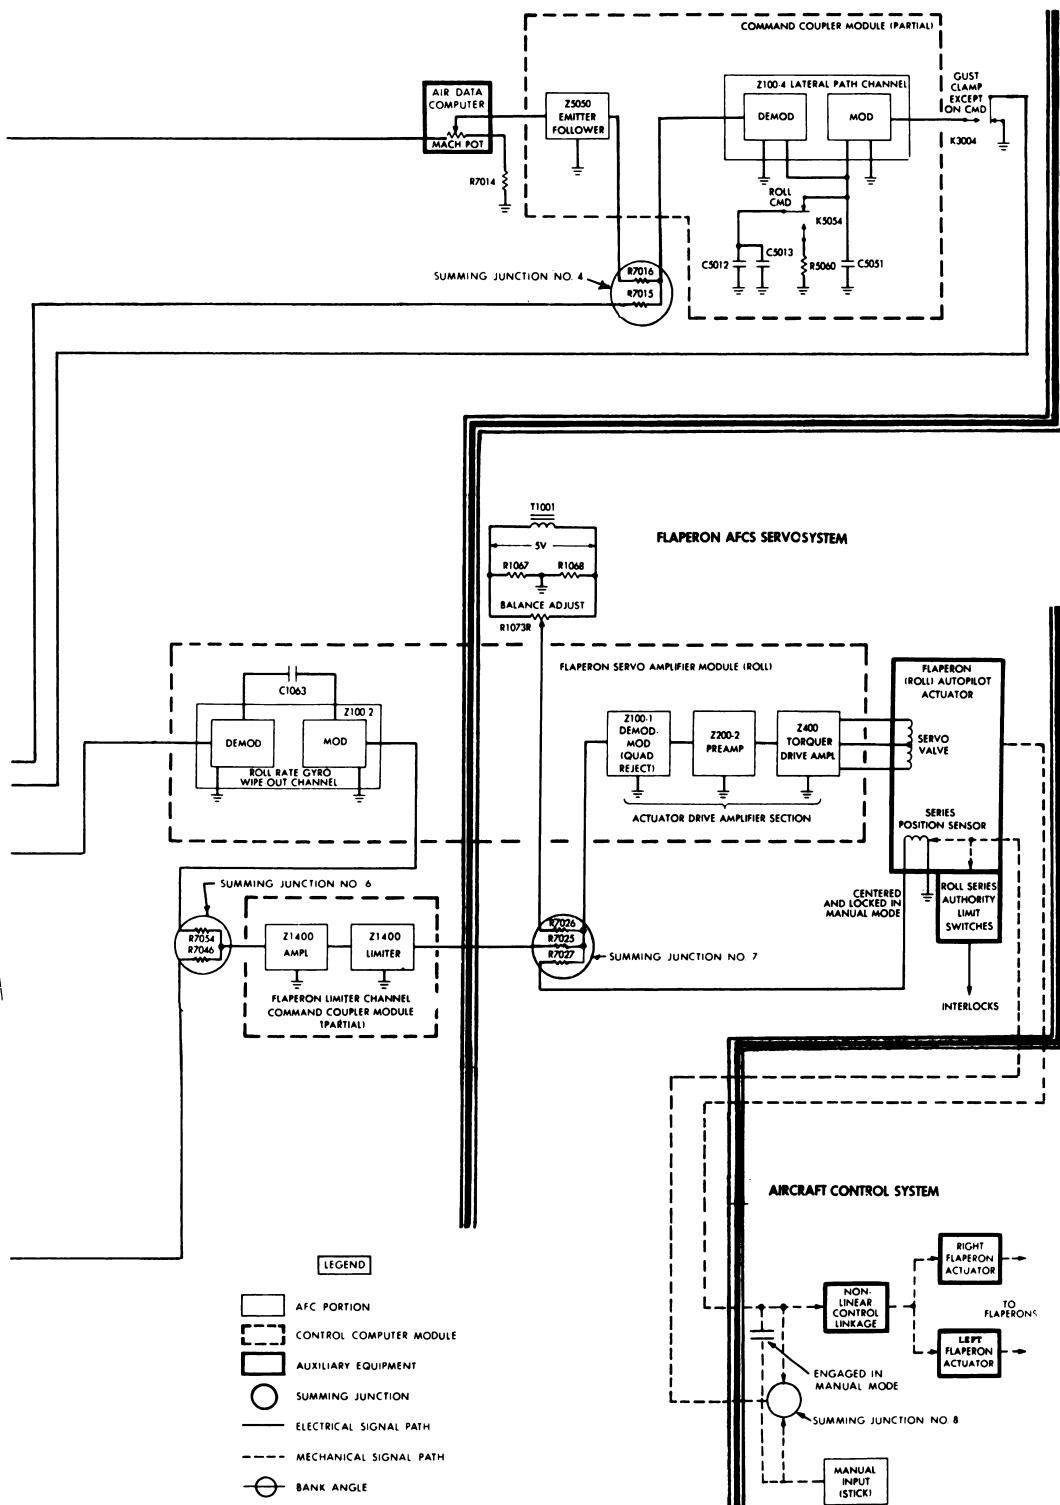 COMMAND COUPLER MODULE (PARTIAL)
AIR DATA
COMPUTER
MACH POT
R7014
Z5050
EMITTER
FOLLOWER
Z100-4 LATERAL PATH CHANNEL
DEMOD
MOD
GUST
CLAMP
EXCEPT
ON CMD
K3004
ROLL
CMD
K5054
C5012
C5013
R5060
C5051
SUMMING JUNCTION NO. 4
R7016
R7015
T1001
5V
R1067
R1068
BALANCE ADJUST
R1073R
FLAPERON AFCS SERVOSYSTEM
FLAPERON SERVO AMPLIFIER MODULE (ROLL)
C1063
Z100-2
DEMOD
MOD
ROLL RATE GYRO
WIPE OUT CHANNEL
Z100-1
DEMOD-
MOD
(QUAD
REJECT)
Z200-2
PREAMP
Z400
TORQUER
DRIVE AMPL
ACTUATOR DRIVE AMPLIFIER SECTION
FLAPERON
(ROLL) AUTOPILOT
ACTUATOR
SERVO
VALVE
SERIES
POSITION SENSOR
CENTERED
AND LOCKED IN
MANUAL MODE
ROLL SERIES
AUTHORITY
LIMIT
SWITCHES
INTERLOCKS
SUMMING JUNCTION NO 6
R7054
R7046
Z1400
AMPL
Z1400
LIMITER
FLAPERON LIMITER CHANNEL
COMMAND COUPLER MODULE
(PARTIAL)
R7026
R7025
R7027
SUMMING JUNCTION NO. 7
AIRCRAFT CONTROL SYSTEM
RIGHT
FLAPERON
ACTUATOR
NON-
LINEAR
CONTROL
LINKAGE
TO
FLAPERONS
LEFT
FLAPERON
ACTUATOR
ENGAGED IN
MANUAL MODE
SUMMING JUNCTION NO. 8
MANUAL
INPUT
(STICK)
LEGEND
AFC PORTION
CONTROL COMPUTER MODULE
AUXILIARY EQUIPMENT
SUMMING JUNCTION
ELECTRICAL SIGNAL PATH
MECHANICAL SIGNAL PATH
BANK ANGLE